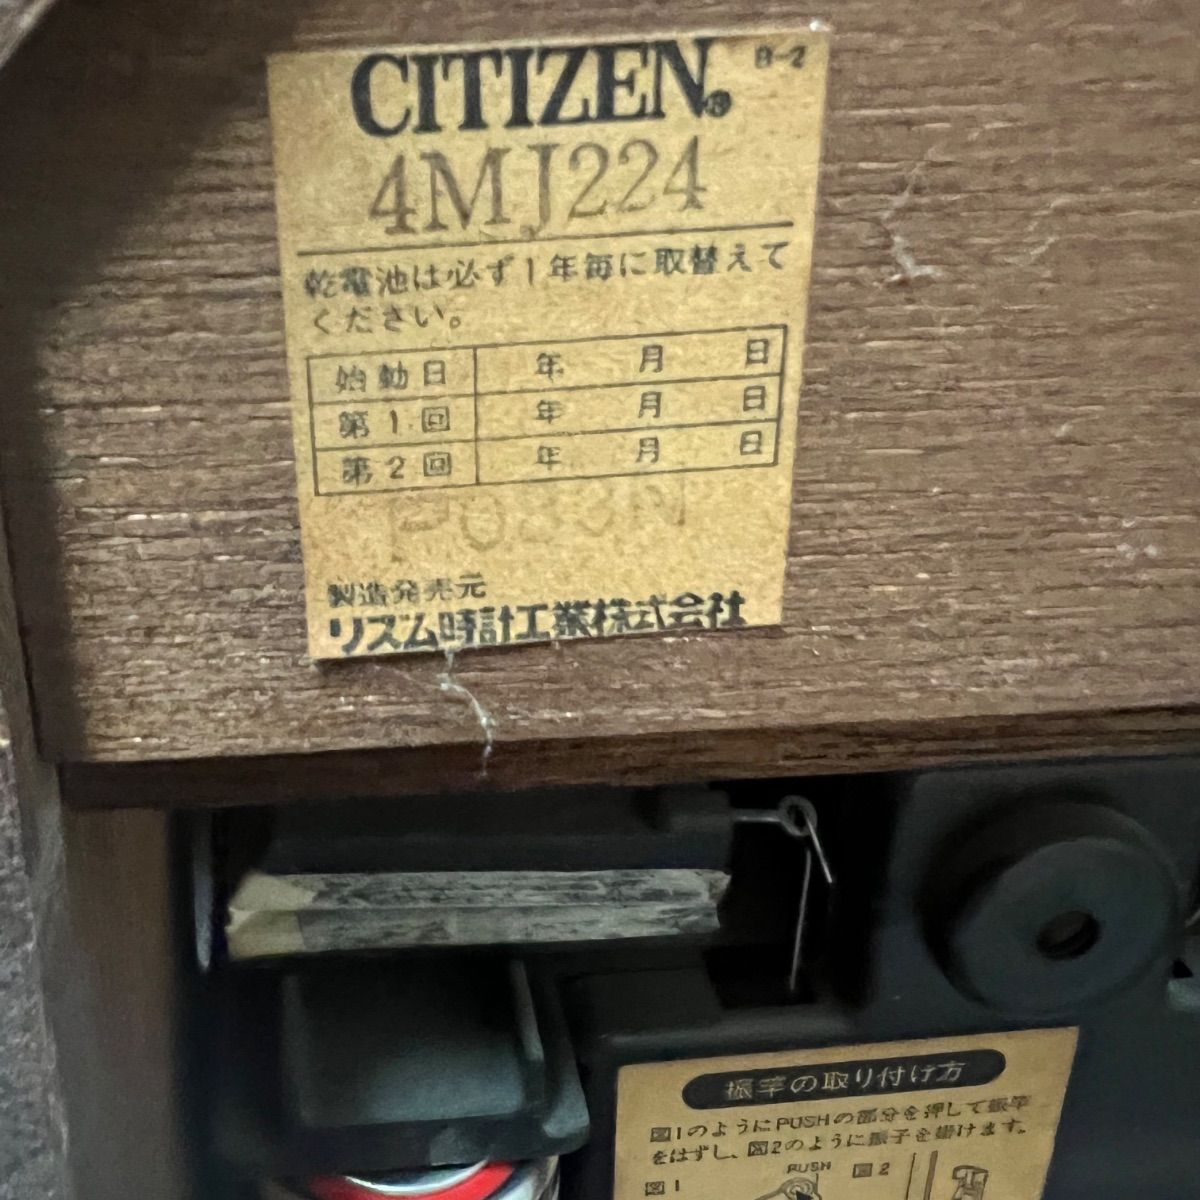 CITIZEN® B-2
4MJ224
乾電池は必ず1年毎に取替えて
ください。
始動日 年 月 日
第1回 年 月 日
第2回 年 月 日
P033N
製造発売元
リズム時計工業株式会社
振竿の取り付け方
図1のようにPUSHの部分を押して振竿
をはずし、図2のように振子を掛けます。
PUSH 図2
図1